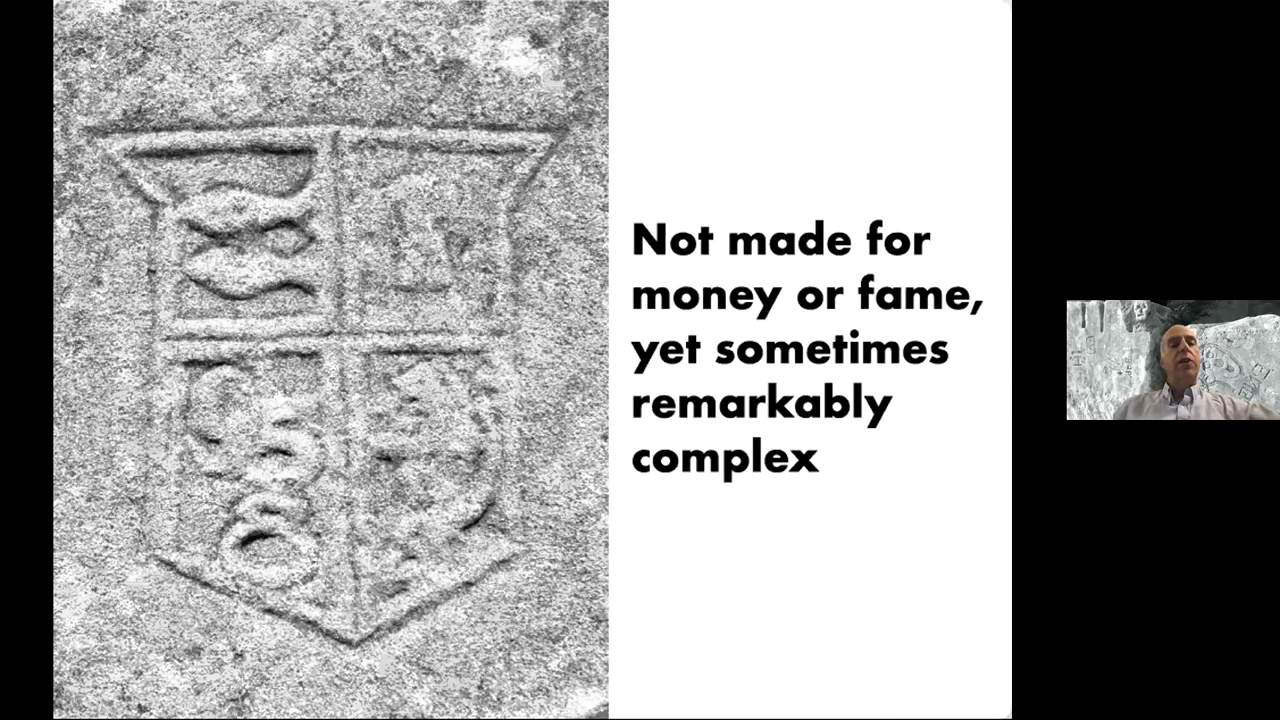 Not made for
money or fame,
yet sometimes
remarkably
complex